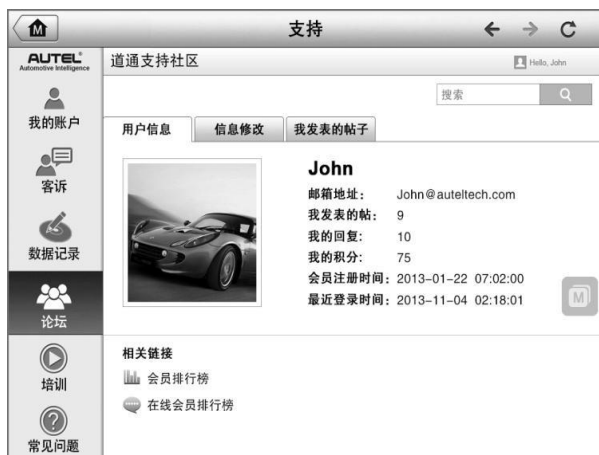 M
支持
AUTEL®
Automotive Intelligence
道通支持社区
Hello, John
搜索
我的账户
客诉
数据记录
论坛
培训
常见问题
用户信息
信息修改
我发表的帖子
John
邮箱地址： John@auteltech.com
我发表的帖： 9
我的回复： 10
我的积分： 75
会员注册时间：2013-01-22 07:02:00
最近登录时间：2013-11-04 02:18:01
M
相关链接
会员排行榜
在线会员排行榜